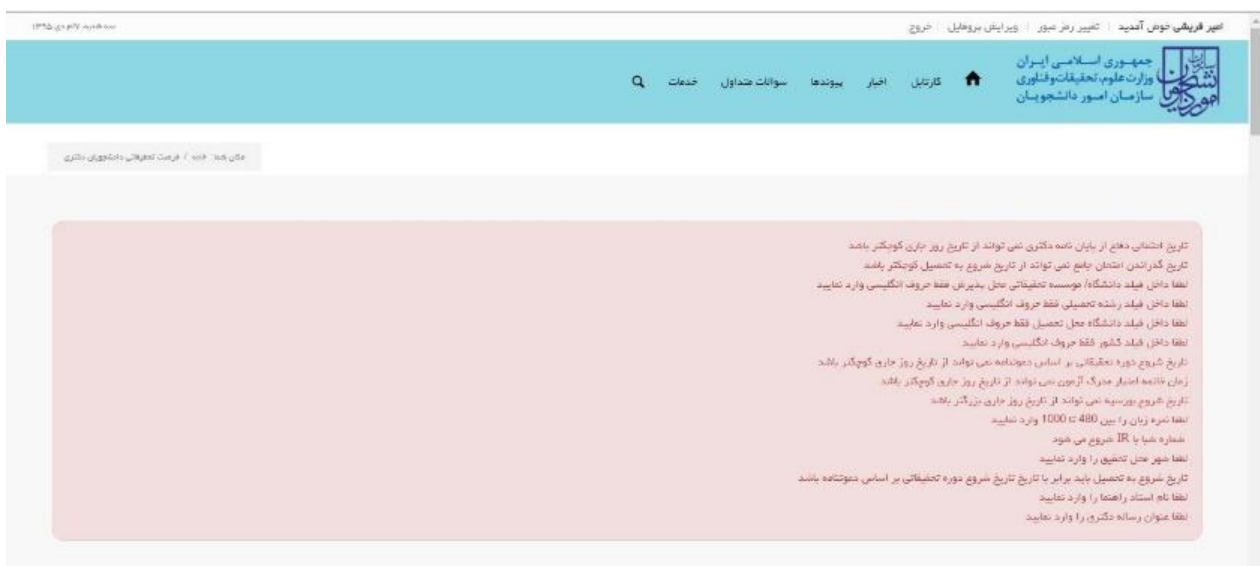 امیر قریشی خوش آمدید | تغییر رمز عبور | ویرایش پروفایل | خروج
سه شنبه ۷ام دی ۱۳۹۵
سازمان امور دانشجویان
جمهوری اسلامی ایران
وزارت علوم، تحقیقات و فناوری
سازمان امور دانشجویان
کارتابل اخبار پیوندها سوالات متداول خدمات
مکان شما: خانه / فرصت تحقیقاتی دانشجویان دکتری
تاریخ احتمالی دفاع از پایان نامه دکتری نمی تواند از تاریخ روز جاری کوچکتر باشد
تاریخ گذراندن امتحان جامع نمی تواند از تاریخ شروع به تحصیل کوچکتر باشد
لطفا داخل فیلد دانشگاه/ موسسه تحقیقاتی محل پذیرش فقط حروف انگلیسی وارد نمایید
لطفا داخل فیلد رشته تحصیلی فقط حروف انگلیسی وارد نمایید
لطفا داخل فیلد دانشگاه محل تحصیل فقط حروف انگلیسی وارد نمایید
لطفا داخل فیلد کشور فقط حروف انگلیسی وارد نمایید
تاریخ شروع دوره تحقیقاتی بر اساس دعوتنامه نمی تواند از تاریخ روز جاری کوچکتر باشد
زمان خاتمه اعتبار مدرک آزمون نمی تواند از تاریخ روز جاری کوچکتر باشد
تاریخ شروع بورسیه نمی تواند از تاریخ روز جاری بزرگتر باشد
لطفا نمره زبان را بین 480 تا 1000 وارد نمایید
شماره شبا با IR شروع می شود
لطفا شهر محل تحقیق را وارد نمایید
تاریخ شروع به تحصیل باید برابر با تاریخ تاریخ شروع دوره تحقیقاتی بر اساس دعوتنامه باشد
لطفا نام استاد راهنما را وارد نمایید
لطفا عنوان رساله دکتری را وارد نمایید